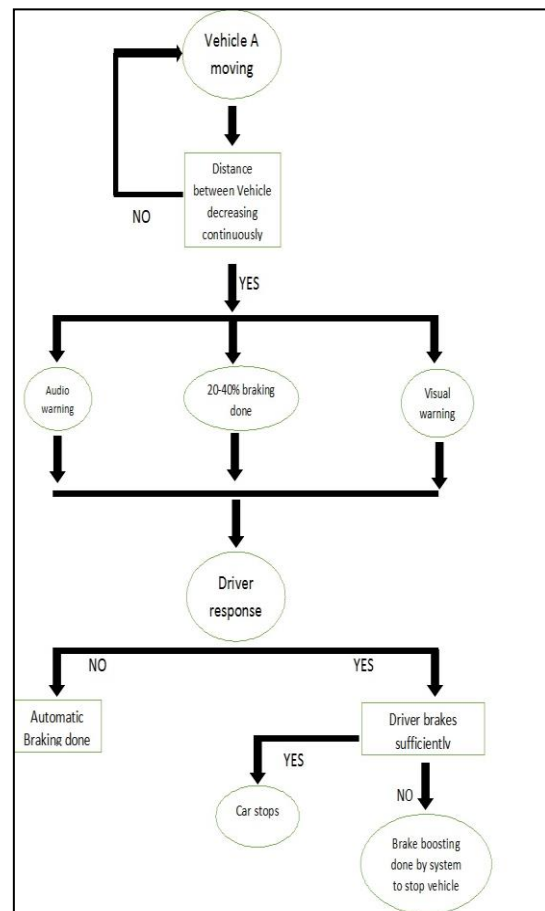 Vehicle A
moving
Distance
between Vehicle
decreasing
continuously
NO
YES
Audio
warning
20-40% braking
done
Visual
warning
Driver
response
NO
YES
Automatic
Braking done
Driver brakes
sufficiently
YES
Car stops
NO
Brake boosting
done by system
to stop vehicle